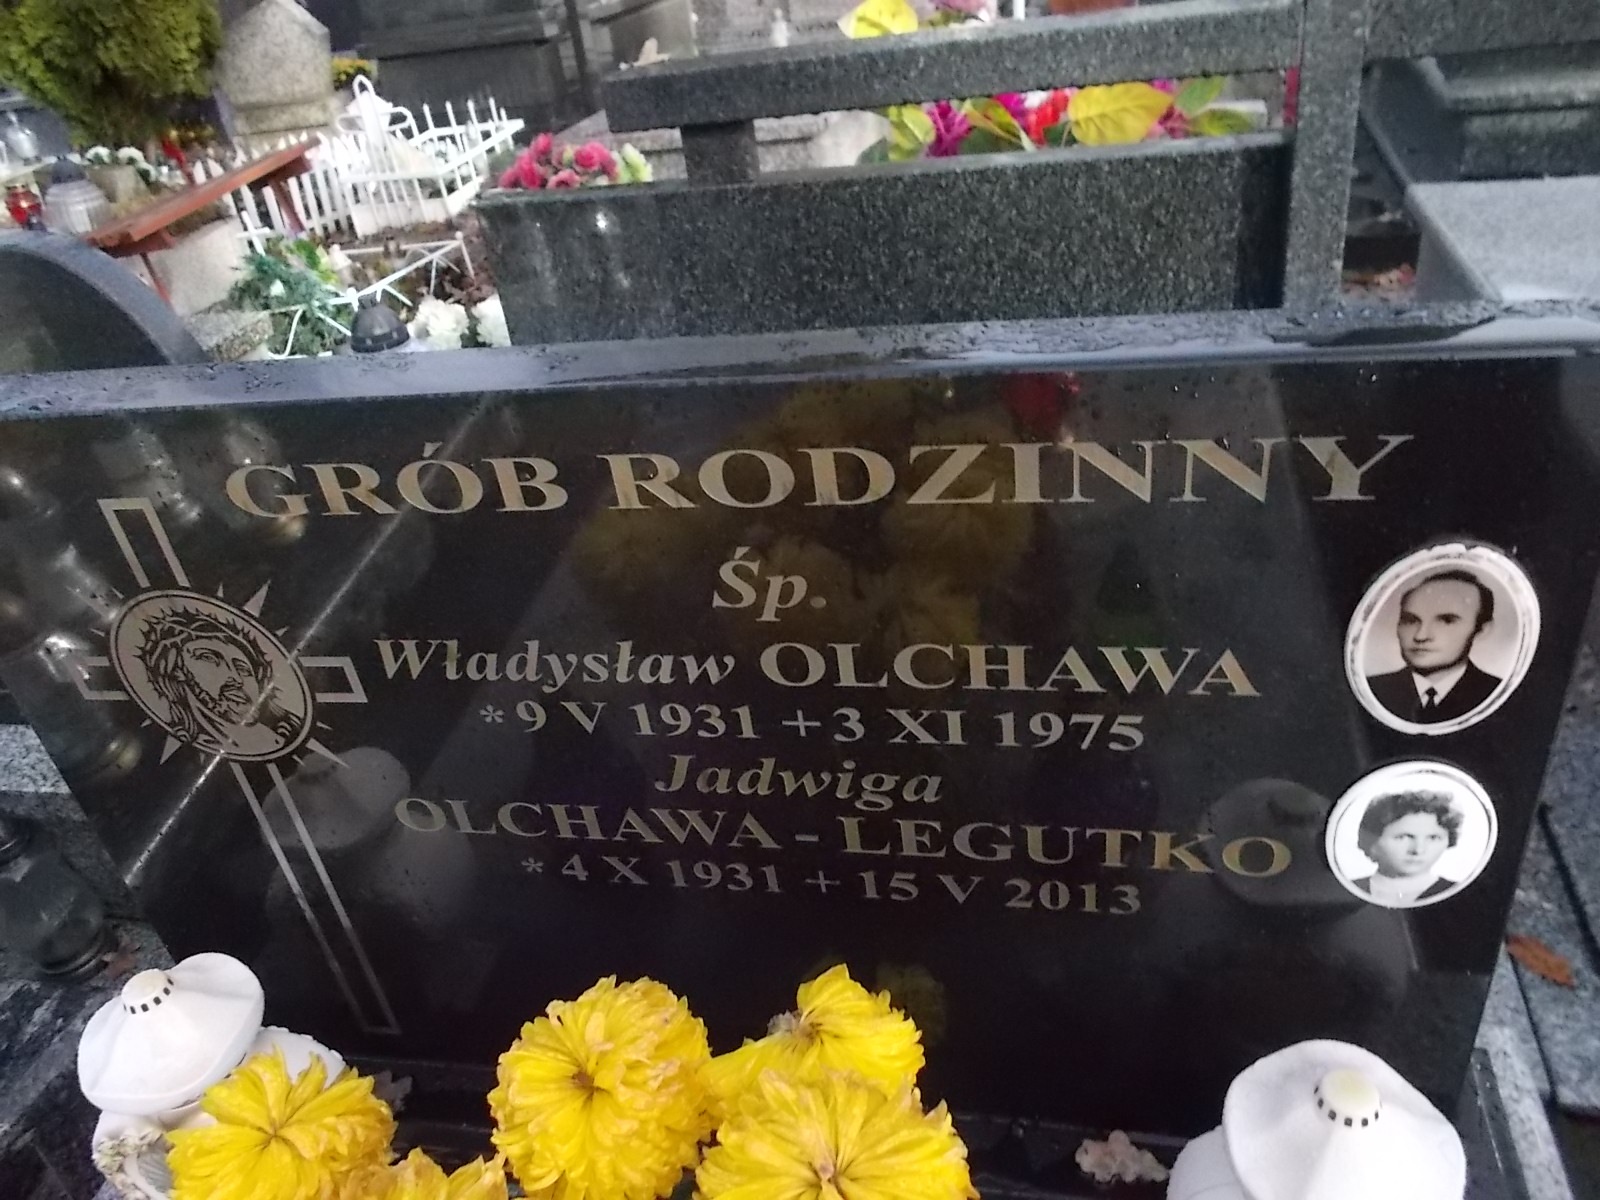 GRÓB RODZINNY
Śp.
Władysław OLCHAWA
* 9 V 1931 + 3 XI 1975
Jadwiga
OLCHAWA - LEGUTKO
* 4 X 1931 + 15 V 2013